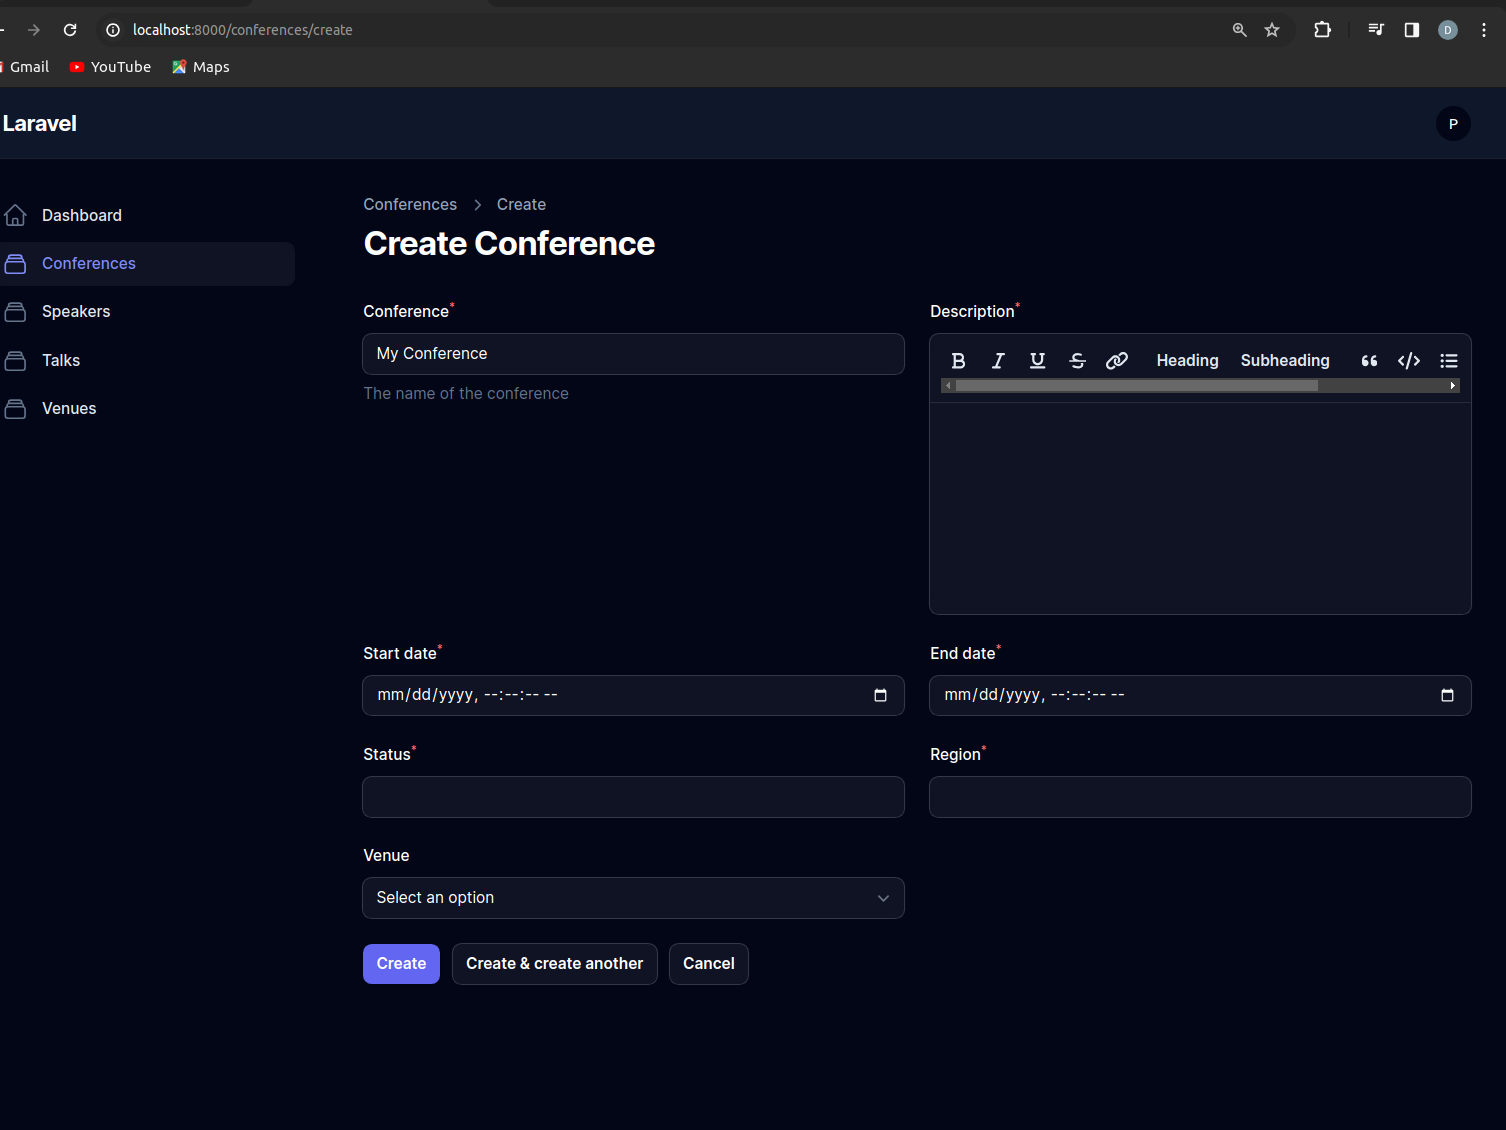 localhost:8000/conferences/create
D
Gmail YouTube Maps
Laravel
P
Dashboard
Conferences
Speakers
Talks
Venues
Conferences > Create
Create Conference
Conference*
My Conference
The name of the conference
Description*
B I U S Heading Subheading “ </>
Start date*
mm/dd/yyyy, --:--:-- --
End date*
mm/dd/yyyy, --:--:-- --
Status*
Region*
Venue
Select an option
Create
Create & create another
Cancel